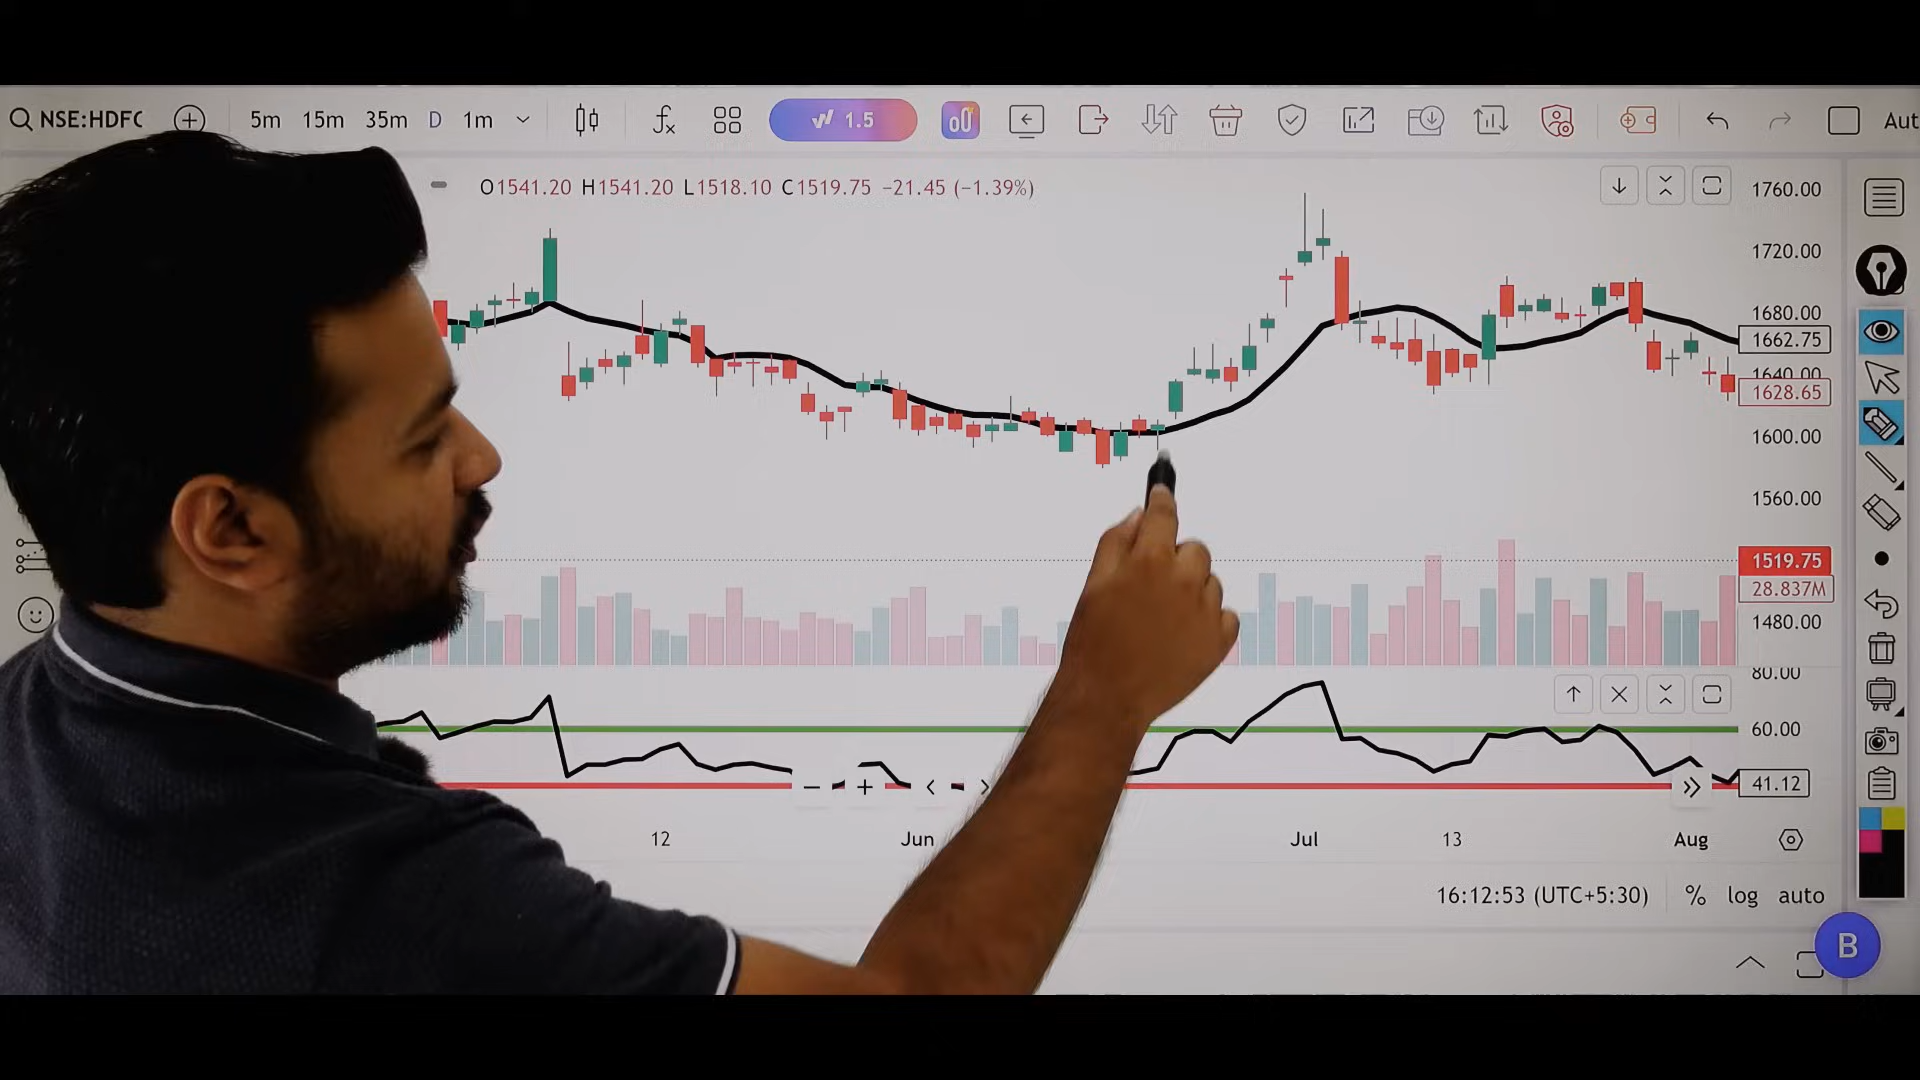 NSE:HDFC 5m 15m 35m D 1m 1.5 Aut
O1541.20 H1541.20 L1518.10 C1519.75 −21.45 (−1.39%)
1760.00
1720.00
1680.00
1662.75
1640.00
1628.65
1600.00
1560.00
1519.75
28.837M
1480.00
80.00
60.00
41.12
12 Jun Jul 13 Aug
16:12:53 (UTC+5:30) % log auto
B